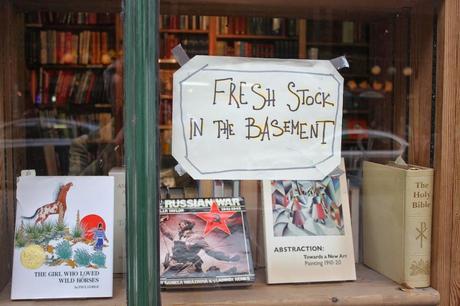 FRESH STOCK
IN THE BASEMENT
THE GIRL WHO LOVED
WILD HORSES
RUSSIAN WAR
ABSTRACTION:
Towards a New Art
Painting 1910-20
The Holy
Bible